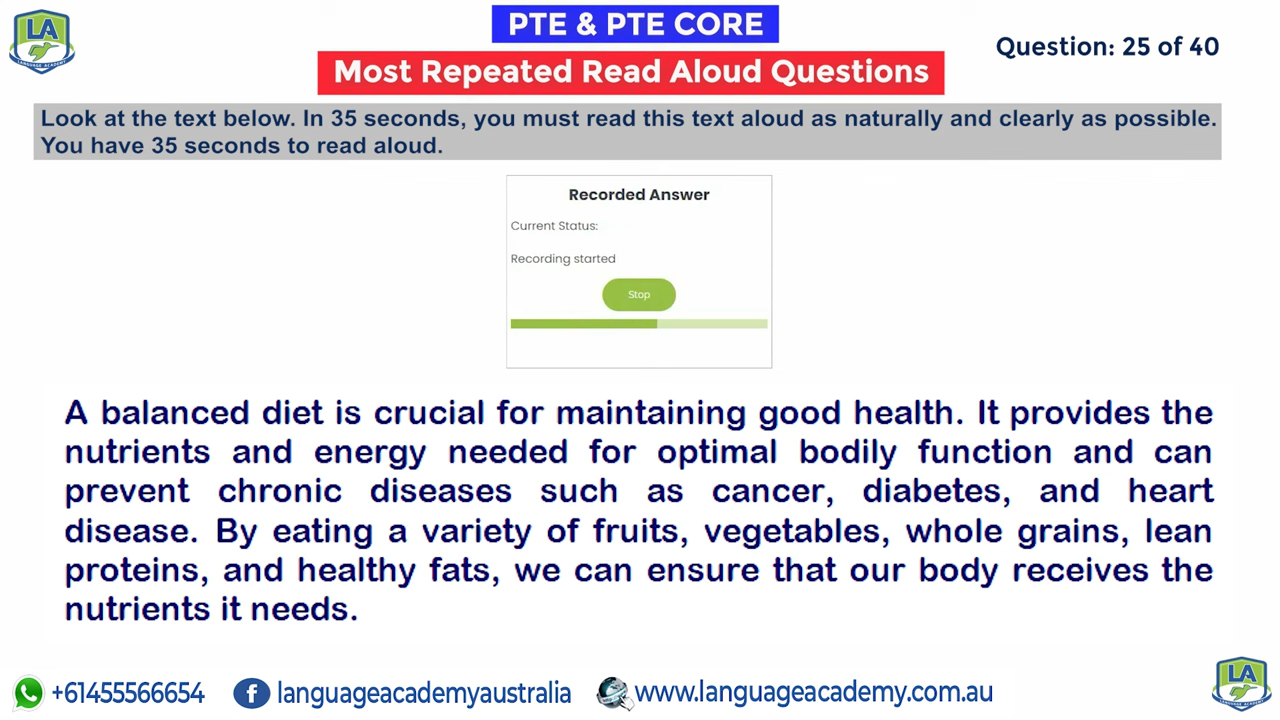 LA
LANGUAGE ACADEMY
PTE & PTE CORE
Question: 25 of 40
Most Repeated Read Aloud Questions
Look at the text below. In 35 seconds, you must read this text aloud as naturally and clearly as possible.
You have 35 seconds to read aloud.
Recorded Answer
Current Status:
Recording started
Stop
A balanced diet is crucial for maintaining good health. It provides the
nutrients and energy needed for optimal bodily function and can
prevent chronic diseases such as cancer, diabetes, and heart
disease. By eating a variety of fruits, vegetables, whole grains, lean
proteins, and healthy fats, we can ensure that our body receives the
nutrients it needs.
+61455566654
languageacademyaustralia
www.languageacademy.com.au
LA
LANGUAGE ACADEMY